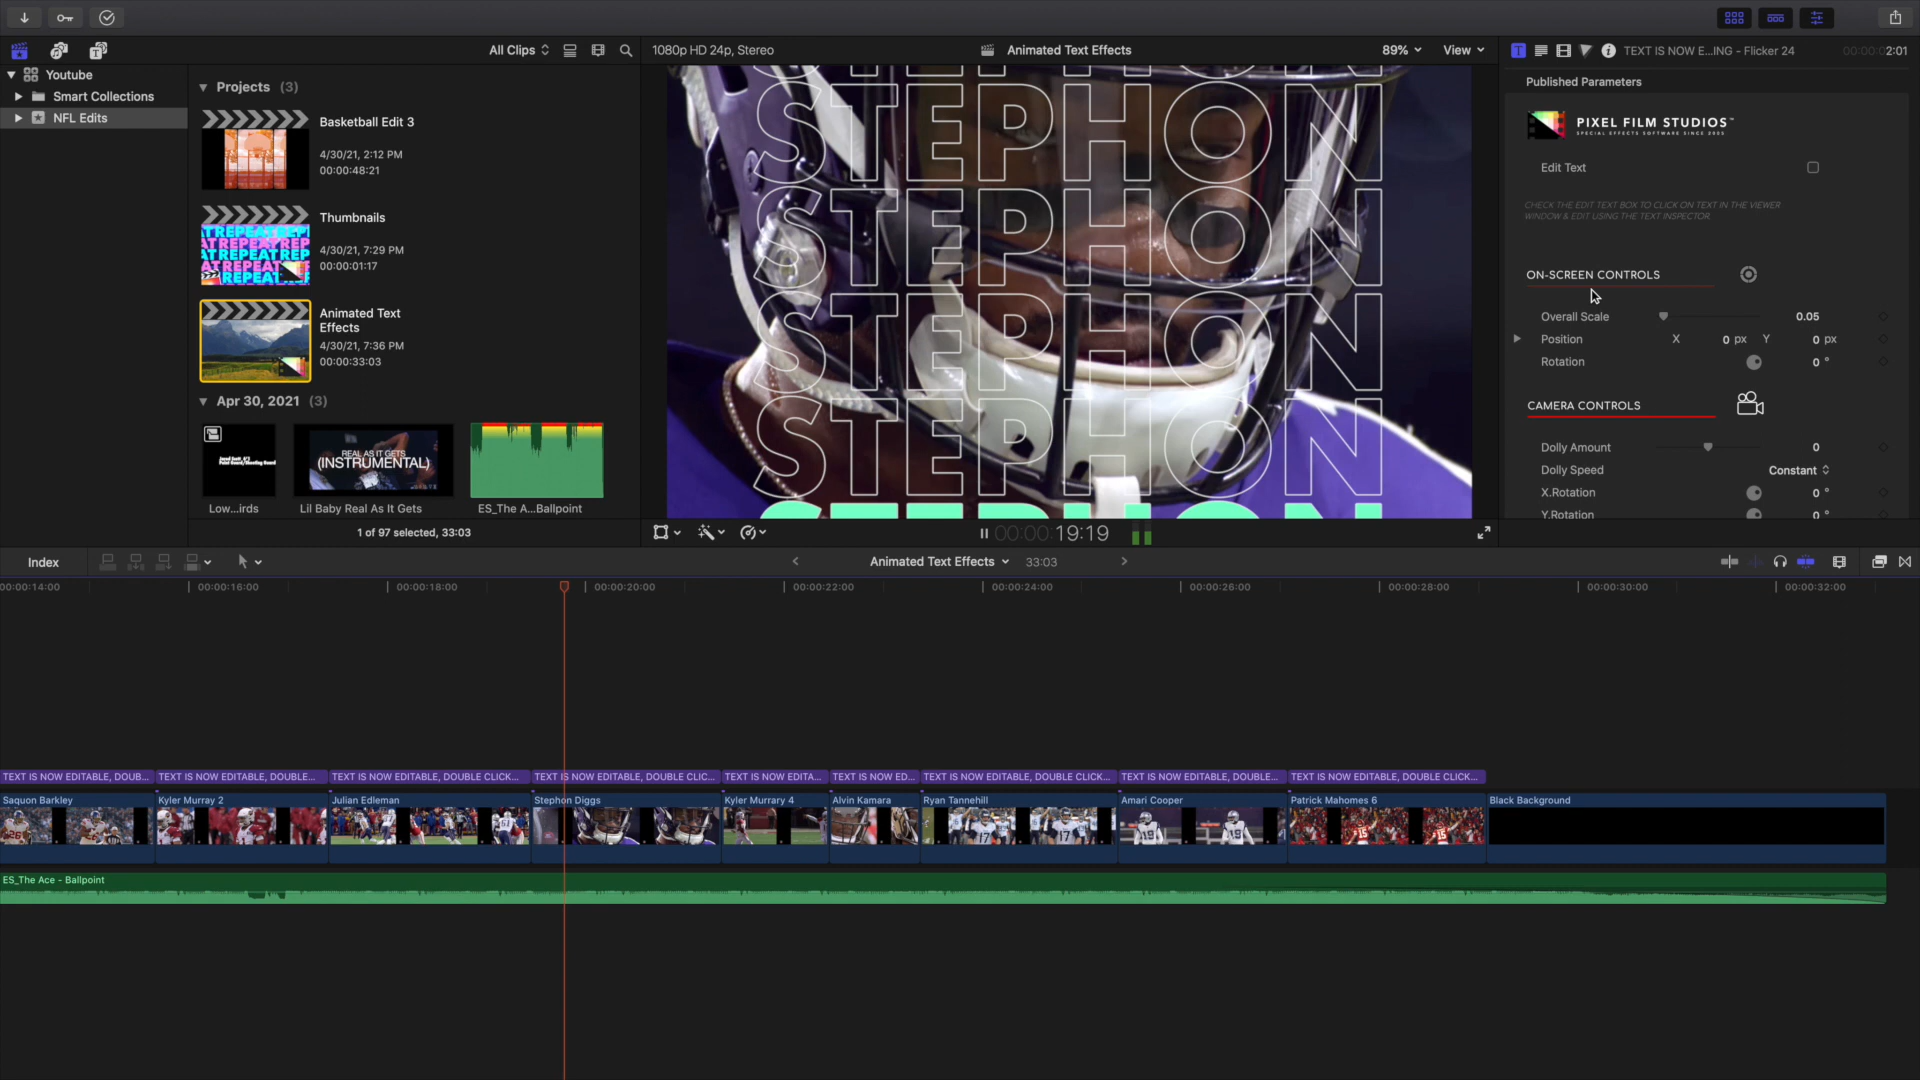 All Clips
1080p HD 24p, Stereo
Animated Text Effects
89%
View
TEXT IS NOW E...ING - Flicker 24
00:00:02:01
Youtube
Smart Collections
NFL Edits
Projects (3)
Basketball Edit 3
4/30/21, 2:12 PM
00:00:48:21
Thumbnails
4/30/21, 7:29 PM
00:00:01:17
Animated Text
Effects
4/30/21, 7:36 PM
00:00:33:03
Apr 30, 2021 (3)
REAL AS IT GETS
(INSTRUMENTAL)
Low...irds
Lil Baby Real As It Gets
ES_The A...Ballpoint
1 of 97 selected, 33:03
STEPHON
STEPHON
STEPHON
STEPHON
STEPHON
00:00:19:19
Published Parameters
PIXEL FILM STUDIOS™
SPECIAL EFFECTS SOFTWARE SINCE 2005
Edit Text
CHECK THE EDIT TEXT BOX TO CLICK ON TEXT IN THE VIEWER
WINDOW & EDIT USING THE TEXT INSPECTOR.
ON-SCREEN CONTROLS
Overall Scale 0.05
Position X 0 px Y 0 px
Rotation 0 °
CAMERA CONTROLS
Dolly Amount 0
Dolly Speed Constant
X.Rotation 0 °
Y.Rotation 0 °
Index
Animated Text Effects
33:03
00:00:14:00 00:00:16:00 00:00:18:00 00:00:20:00 00:00:22:00 00:00:24:00 00:00:26:00 00:00:28:00 00:00:30:00 00:00:32:00
TEXT IS NOW EDITABLE, DOUB... TEXT IS NOW EDITABLE, DOUBLE... TEXT IS NOW EDITABLE, DOUBLE CLICK... TEXT IS NOW EDITABLE, DOUBLE CLIC... TEXT IS NOW EDITA... TEXT IS NOW ED... TEXT IS NOW EDITABLE, DOUBLE CLICK... TEXT IS NOW EDITABLE, DOUBLE... TEXT IS NOW EDITABLE, DOUBLE CLICK...
Saquon Barkley Kyler Murray 2 Julian Edleman Stephon Diggs Kyler Murrary 4 Alvin Kamara Ryan Tannehill Amari Cooper Patrick Mahomes 6 Black Background
ES_The Ace - Ballpoint